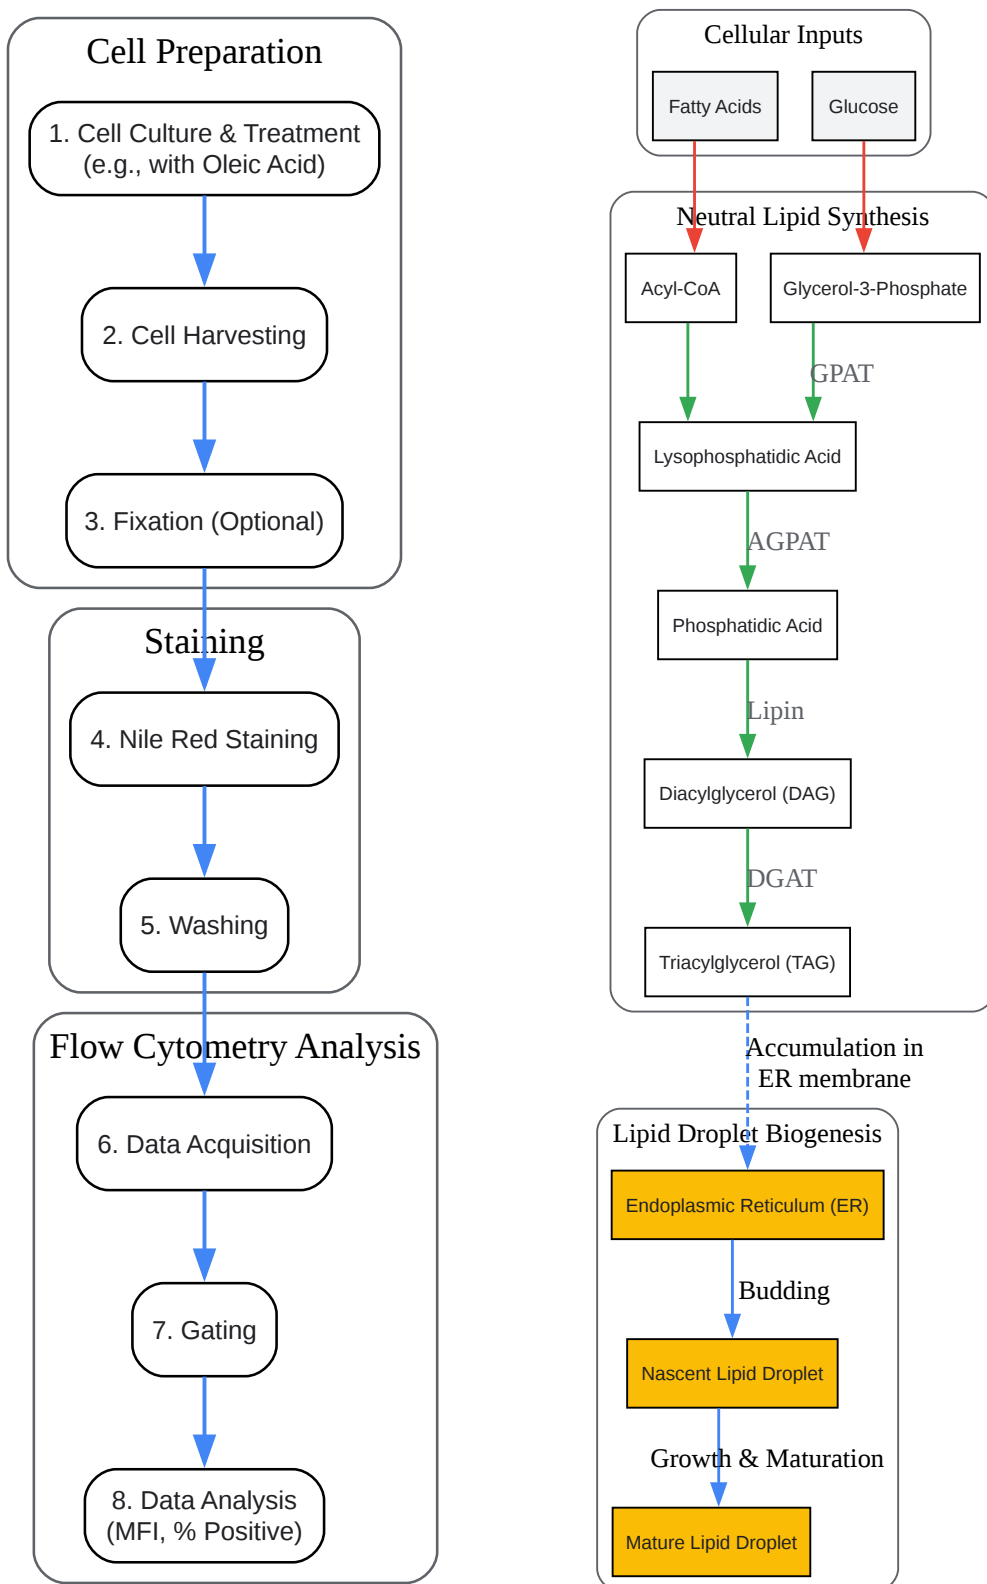 Cell Preparation
1. Cell Culture & Treatment
(e.g., with Oleic Acid)
2. Cell Harvesting
3. Fixation (Optional)
Staining
4. Nile Red Staining
5. Washing
Flow Cytometry Analysis
6. Data Acquisition
7. Gating
8. Data Analysis
(MFI, % Positive)
Cellular Inputs
Fatty Acids
Glucose
Neutral Lipid Synthesis
Acyl-CoA
Glycerol-3-Phosphate
GPAT
Lysophosphatidic Acid
AGPAT
Phosphatidic Acid
Lipin
Diacylglycerol (DAG)
DGAT
Triacylglycerol (TAG)
Accumulation in
ER membrane
Lipid Droplet Biogenesis
Endoplasmic Reticulum (ER)
Budding
Nascent Lipid Droplet
Growth & Maturation
Mature Lipid Droplet